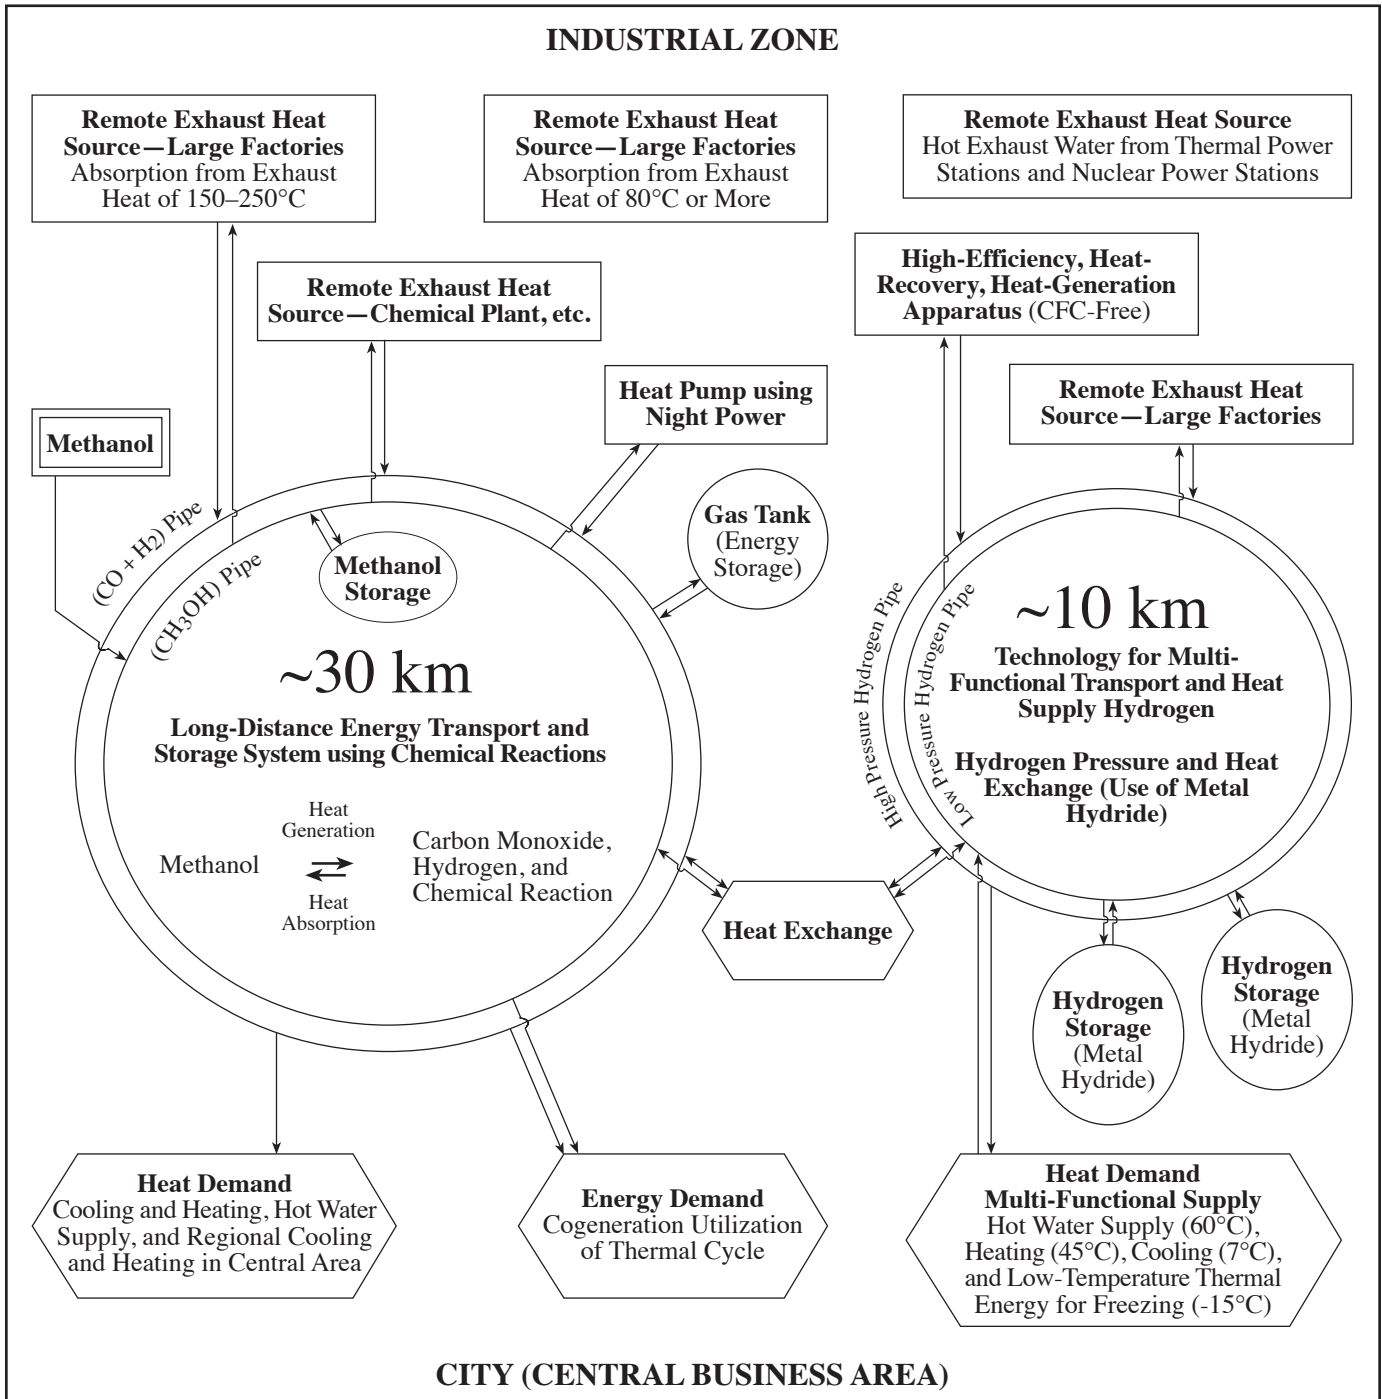 INDUSTRIAL ZONE
Remote Exhaust Heat
Source—Large Factories
Absorption from Exhaust
Heat of 150–250°C
Remote Exhaust Heat
Source—Large Factories
Absorption from Exhaust
Heat of 80°C or More
Remote Exhaust Heat Source
Hot Exhaust Water from Thermal Power
Stations and Nuclear Power Stations
High-Efficiency, Heat-
Recovery, Heat-Generation
Apparatus (CFC-Free)
Remote Exhaust Heat
Source—Chemical Plant, etc.
Heat Pump using
Night Power
Remote Exhaust Heat
Source—Large Factories
Methanol
(CO + H2) Pipe
(CH3OH) Pipe
Methanol
Storage
Gas Tank
(Energy
Storage)
~30 km
Long-Distance Energy Transport and
Storage System using Chemical Reactions
Heat
Generation
Methanol
Heat
Absorption
Carbon Monoxide,
Hydrogen, and
Chemical Reaction
High Pressure Hydrogen Pipe
Low Pressure Hydrogen Pipe
~10 km
Technology for Multi-
Functional Transport and Heat
Supply Hydrogen
Hydrogen Pressure and Heat
Exchange (Use of Metal
Hydride)
Heat Exchange
Hydrogen
Storage
(Metal
Hydride)
Hydrogen
Storage
(Metal
Hydride)
Heat Demand
Cooling and Heating, Hot Water
Supply, and Regional Cooling
and Heating in Central Area
Energy Demand
Cogeneration Utilization
of Thermal Cycle
Heat Demand
Multi-Functional Supply
Hot Water Supply (60°C),
Heating (45°C), Cooling (7°C),
and Low-Temperature Thermal
Energy for Freezing (-15°C)
CITY (CENTRAL BUSINESS AREA)